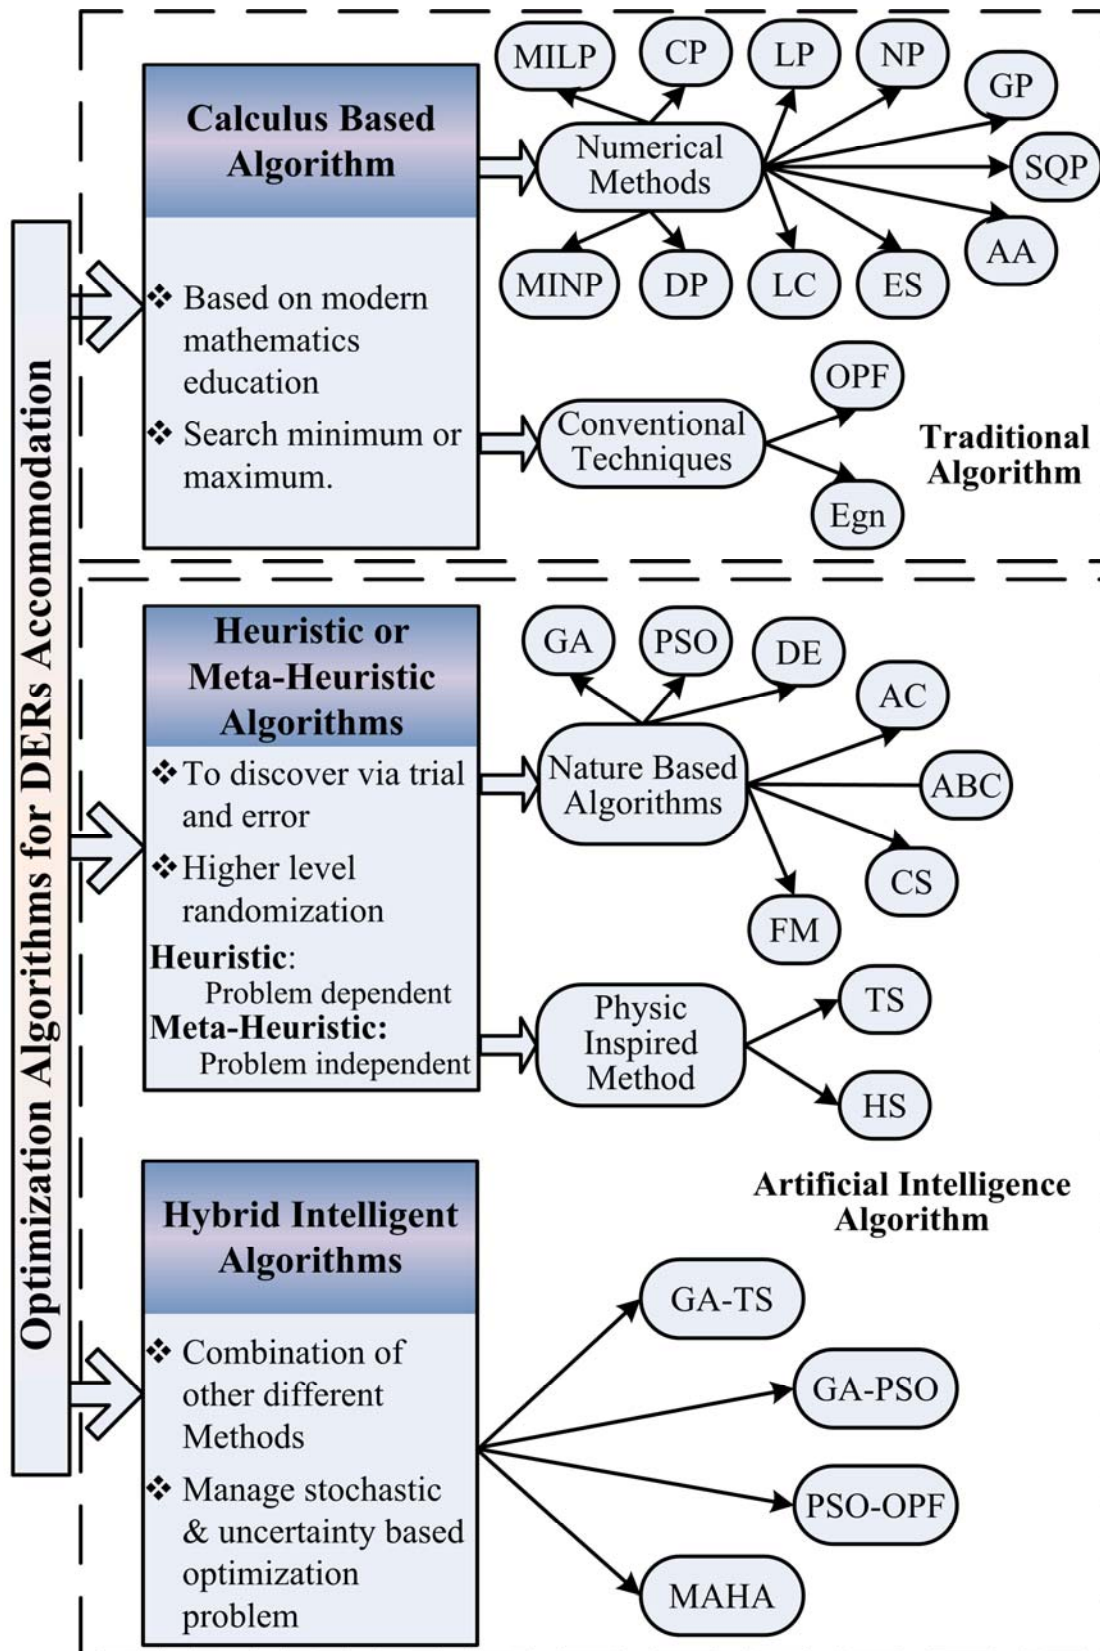 Optimization Algorithms for DERs Accommodation
Calculus Based
Algorithm
❖ Based on modern
mathematics
education
❖ Search minimum or
maximum.
MILP
CP
LP
NP
GP
SQP
AA
Numerical
Methods
MINP
DP
LC
ES
Conventional
Techniques
OPF
Egn
Traditional
Algorithm
Heuristic or
Meta-Heuristic
Algorithms
❖ To discover via trial
and error
❖ Higher level
randomization
Heuristic:
Problem dependent
Meta-Heuristic:
Problem independent
GA
PSO
DE
AC
ABC
CS
FM
Nature Based
Algorithms
Physic
Inspired
Method
TS
HS
Artificial Intelligence
Algorithm
Hybrid Intelligent
Algorithms
❖ Combination of
other different
Methods
❖ Manage stochastic
& uncertainty based
optimization
problem
GA-TS
GA-PSO
PSO-OPF
MAHA